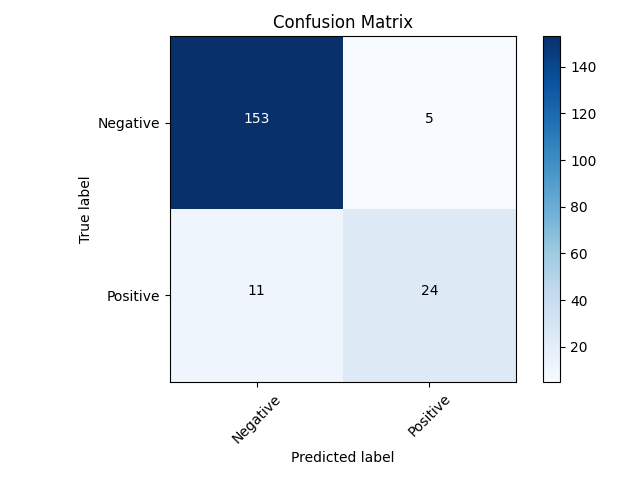 Confusion Matrix
True label
Negative
153
5
Positive
11
24
Negative
Positive
Predicted label
140
120
100
80
60
40
20